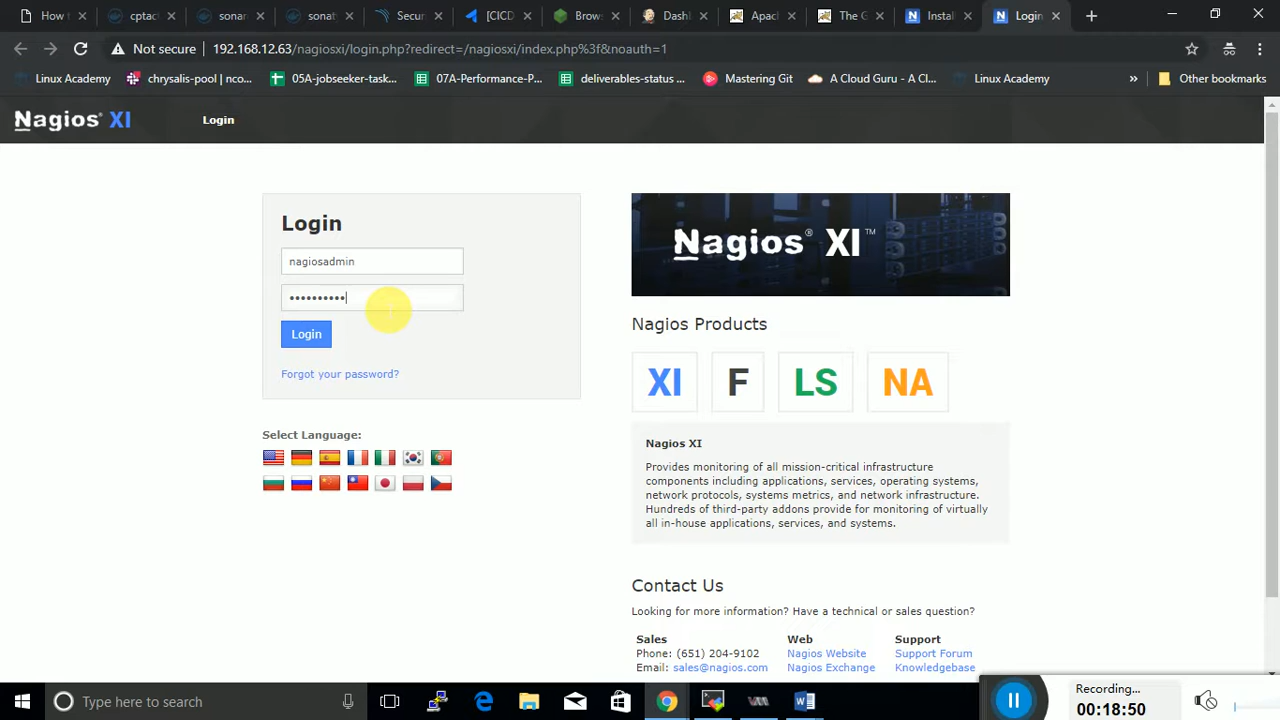 How t
cptac
sonar
sonaty
Secur
[CICD
Brows
Dashl
Apac
The G
Install
Login
Not secure
192.168.12.63/nagiosxi/login.php?redirect=/nagiosxi/index.php%3f&noauth=1
Linux Academy
chrysalis-pool | nco...
05A-jobseeker-task...
07A-Performance-P...
deliverables-status ...
Mastering Git
A Cloud Guru - A Cl...
Linux Academy
»
Other bookmarks
Nagios® XI
Login
Login
nagiosadmin
••••••••••
Login
Forgot your password?
Select Language:
Nagios® XI™
Nagios Products
XI
F
LS
NA
Nagios XI
Provides monitoring of all mission-critical infrastructure
components including applications, services, operating systems,
network protocols, systems metrics, and network infrastructure.
Hundreds of third-party addons provide for monitoring of virtually
all in-house applications, services, and systems.
Contact Us
Looking for more information? Have a technical or sales question?
Sales
Phone: (651) 204-9102
Email: sales@nagios.com
Web
Nagios Website
Nagios Exchange
Support
Support Forum
Knowledgebase
Type here to search
Recording...
00:18:50